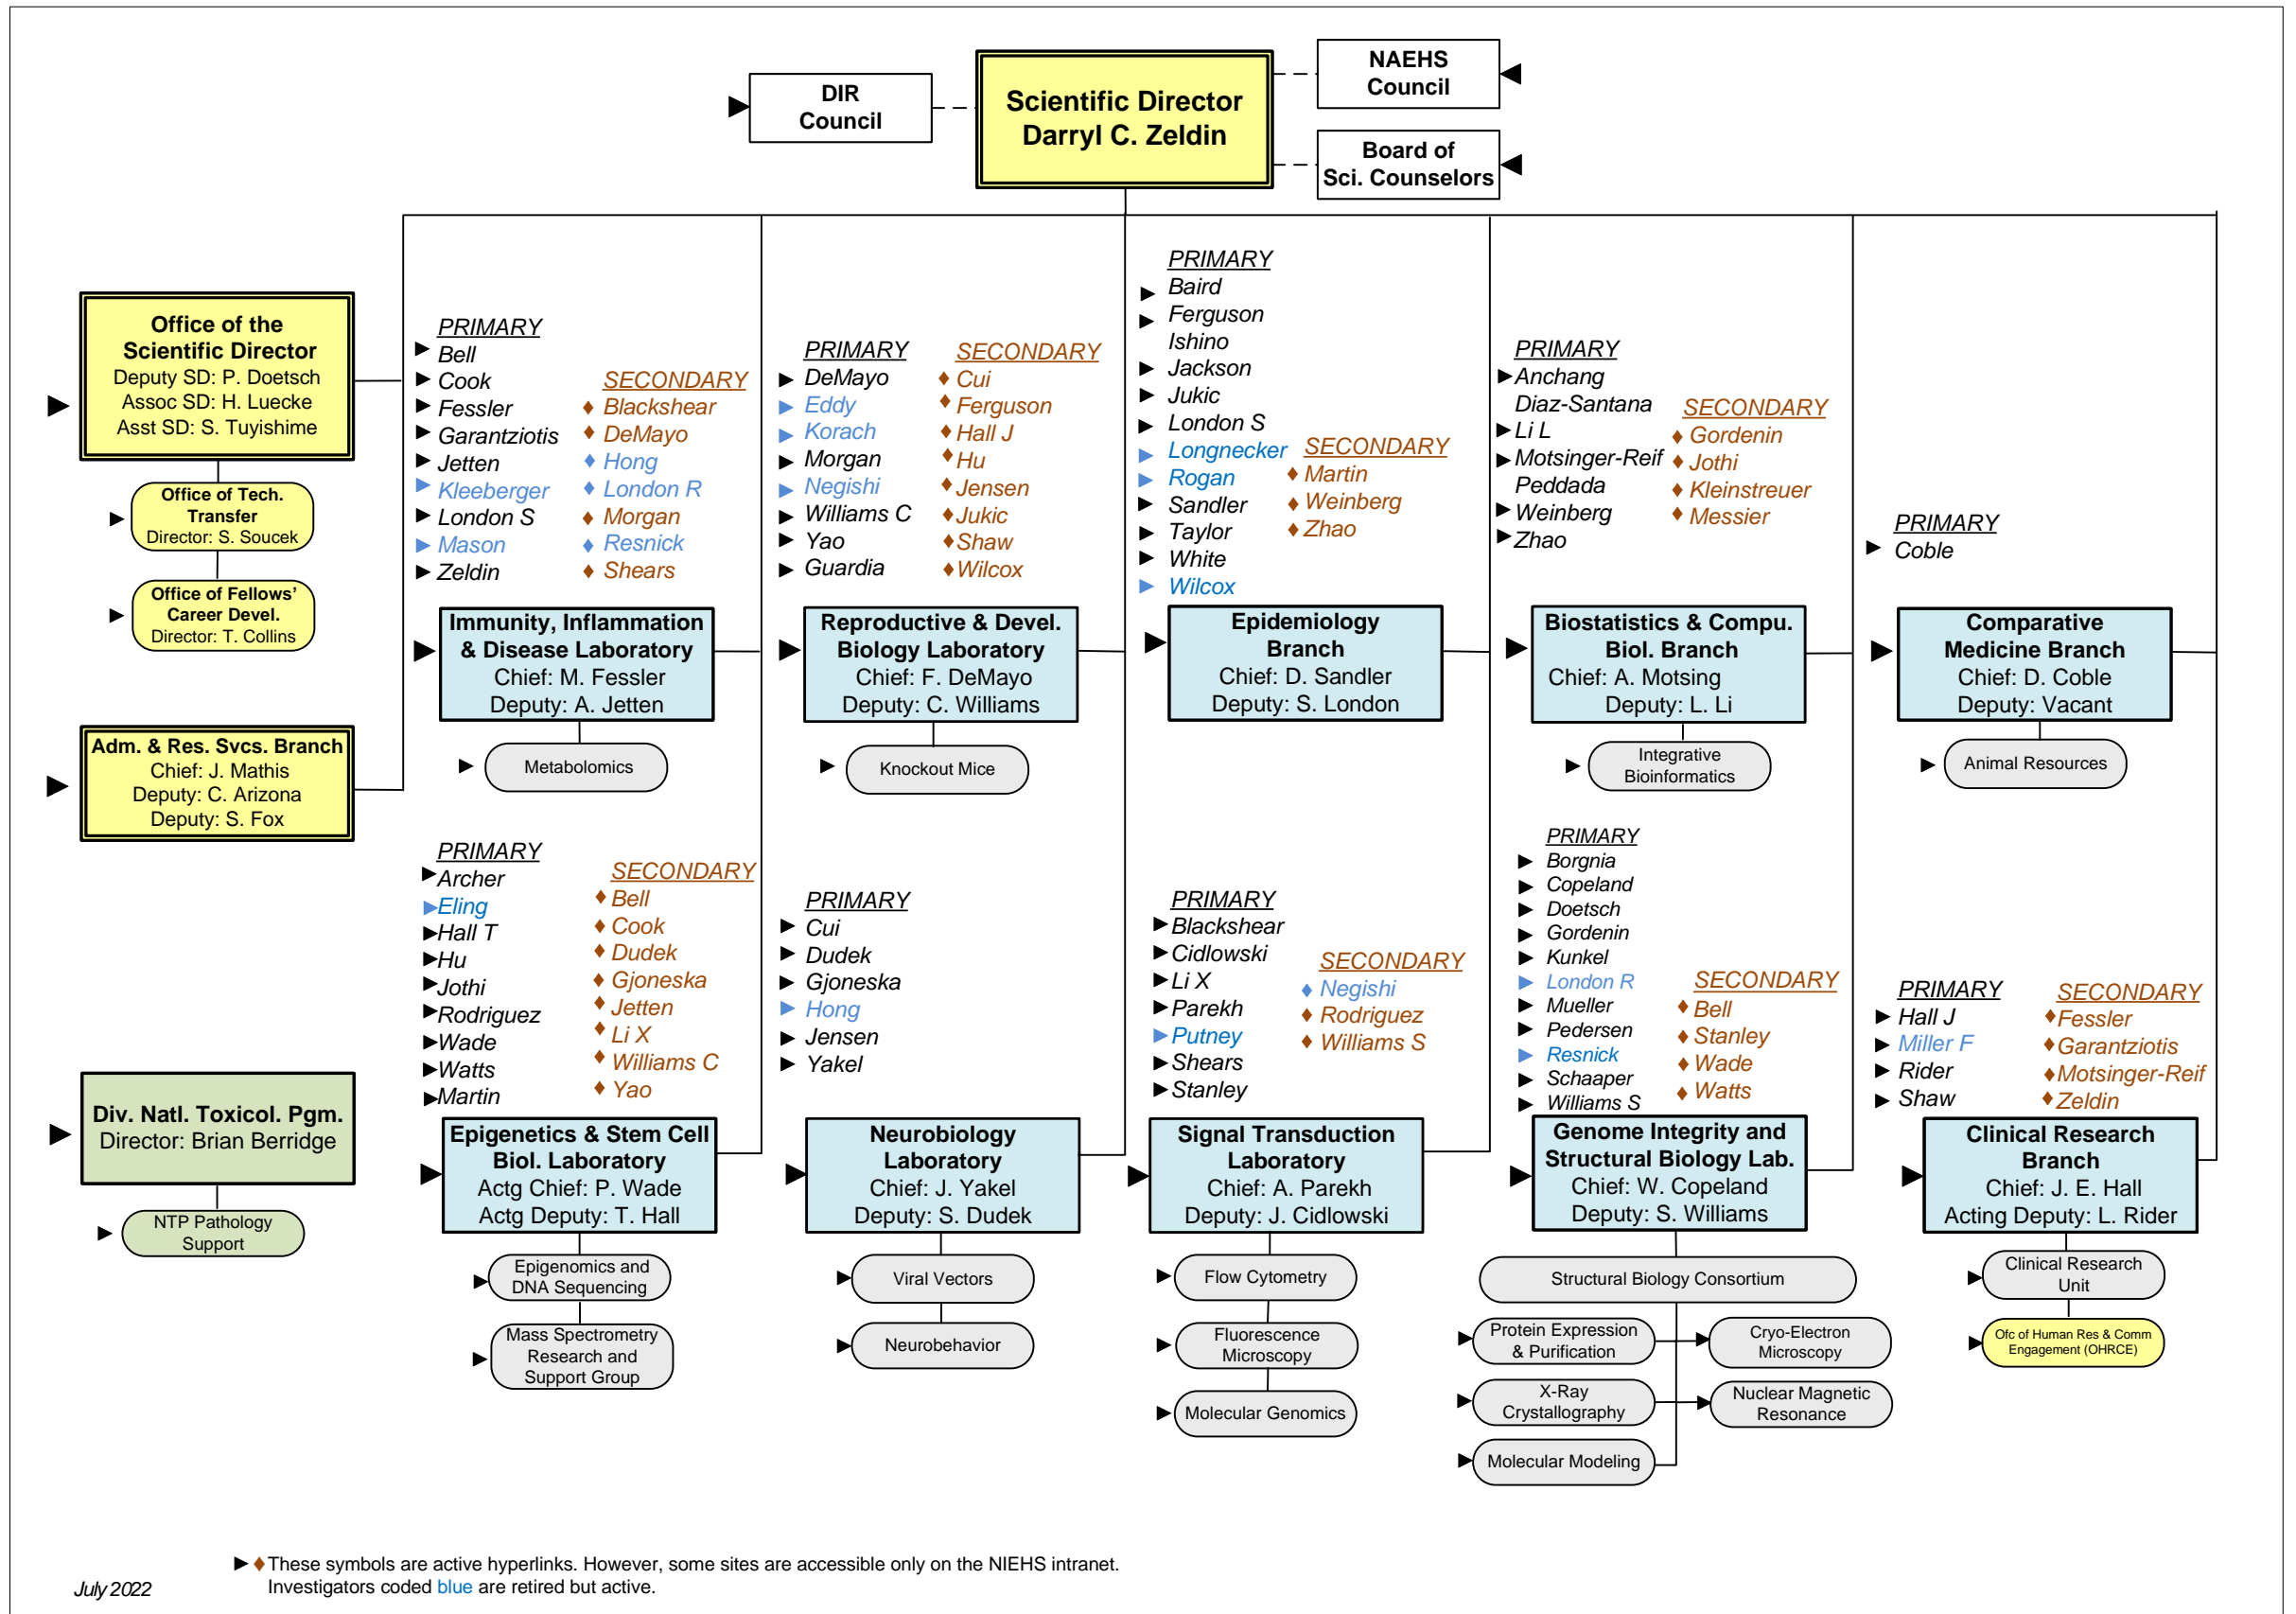 Scientific Director
Darryl C. Zeldin
DIR
Council
NAEHS
Council
Board of
Sci. Counselors
Office of the
Scientific Director
Deputy SD: P. Doetsch
Assoc SD: H. Luecke
Asst SD: S. Tuyishime
Office of Tech.
Transfer
Director: S. Soucek
Office of Fellows'
Career Devel.
Director: T. Collins
Adm. & Res. Svcs. Branch
Chief: J. Mathis
Deputy: C. Arizona
Deputy: S. Fox
Div. Natl. Toxicol. Pgm.
Director: Brian Berridge
NTP Pathology
Support
PRIMARY
Bell
Cook
Fessler
Garantziotis
Jetten
Kleeberger
London S
Mason
Zeldin
SECONDARY
Blackshear
DeMayo
Hong
London R
Morgan
Resnick
Shears
Immunity, Inflammation
& Disease Laboratory
Chief: M. Fessler
Deputy: A. Jetten
Metabolomics
PRIMARY
DeMayo
Eddy
Korach
Morgan
Negishi
Williams C
Yao
Guardia
SECONDARY
Cui
Ferguson
Hall J
Hu
Jensen
Jukic
Shaw
Wilcox
Reproductive & Devel.
Biology Laboratory
Chief: F. DeMayo
Deputy: C. Williams
Knockout Mice
PRIMARY
Baird
Ferguson
Ishino
Jackson
Jukic
London S
Longnecker
Rogan
Sandler
Taylor
White
Wilcox
SECONDARY
Martin
Weinberg
Zhao
Epidemiology
Branch
Chief: D. Sandler
Deputy: S. London
PRIMARY
Anchang
Diaz-Santana
Li L
Motsinger-Reif
Peddada
Weinberg
Zhao
SECONDARY
Gordenin
Jothi
Kleinstreuer
Messier
Biostatistics & Compu.
Biol. Branch
Chief: A. Motsing
Deputy: L. Li
Integrative
Bioinformatics
PRIMARY
Coble
Comparative
Medicine Branch
Chief: D. Coble
Deputy: Vacant
Animal Resources
PRIMARY
Archer
Eling
Hall T
Hu
Jothi
Rodriguez
Wade
Watts
Martin
SECONDARY
Bell
Cook
Dudek
Gjoneska
Jetten
Li X
Williams C
Yao
Epigenetics & Stem Cell
Biol. Laboratory
Actg Chief: P. Wade
Actg Deputy: T. Hall
Epigenomics and
DNA Sequencing
Mass Spectrometry
Research and
Support Group
PRIMARY
Cui
Dudek
Gjoneska
Hong
Jensen
Yakel
Neurobiology
Laboratory
Chief: J. Yakel
Deputy: S. Dudek
Viral Vectors
Neurobehavior
PRIMARY
Blackshear
Cidlowski
Li X
Parekh
Putney
Shears
Stanley
SECONDARY
Negishi
Rodriguez
Williams S
Signal Transduction
Laboratory
Chief: A. Parekh
Deputy: J. Cidlowski
Flow Cytometry
Fluorescence
Microscopy
Molecular Genomics
PRIMARY
Borgnia
Copeland
Doetsch
Gordenin
Kunkel
London R
Mueller
Pedersen
Resnick
Schaaper
Williams S
SECONDARY
Bell
Stanley
Wade
Watts
Genome Integrity and
Structural Biology Lab.
Chief: W. Copeland
Deputy: S. Williams
Structural Biology Consortium
Protein Expression
& Purification
Cryo-Electron
Microscopy
X-Ray
Crystallography
Nuclear Magnetic
Resonance
Molecular Modeling
PRIMARY
Hall J
Miller F
Rider
Shaw
SECONDARY
Fessler
Garantziotis
Motsinger-Reif
Zeldin
Clinical Research
Branch
Chief: J. E. Hall
Acting Deputy: L. Rider
Clinical Research
Unit
Ofc of Human Res & Comm
Engagement (OHRCE)
These symbols are active hyperlinks. However, some sites are accessible only on the NIEHS intranet.
Investigators coded blue are retired but active.
July 2022